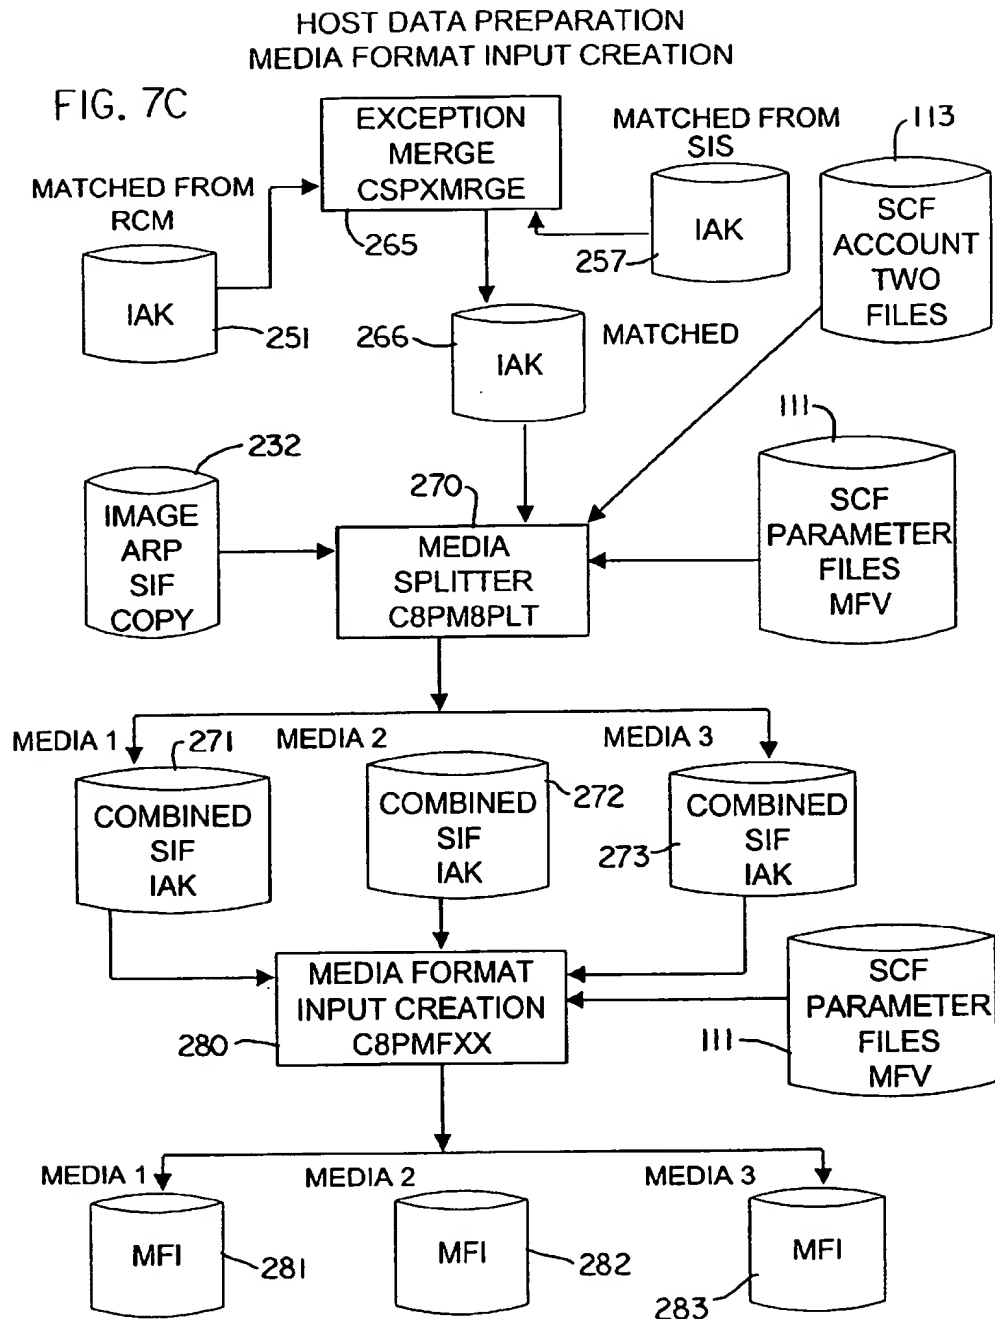 HOST DATA PREPARATION
MEDIA FORMAT INPUT CREATION
FIG. 7C
EXCEPTION
MERGE
CSPXMRGE
265
MATCHED FROM
SIS
IAK
257
113
SCF
ACCOUNT
TWO
FILES
MATCHED FROM
RCM
IAK
251
266
IAK
MATCHED
232
IMAGE
ARP
SIF
COPY
270
MEDIA
SPLITTER
C8PM8PLT
111
SCF
PARAMETER
FILES
MFV
MEDIA 1
271
COMBINED
SIF
IAK
MEDIA 2
272
COMBINED
SIF
IAK
MEDIA 3
273
COMBINED
SIF
IAK
MEDIA FORMAT
INPUT CREATION
C8PMFXX
280
SCF
PARAMETER
FILES
MFV
111
MEDIA 1
MFI
281
MEDIA 2
MFI
282
MEDIA 3
MFI
283